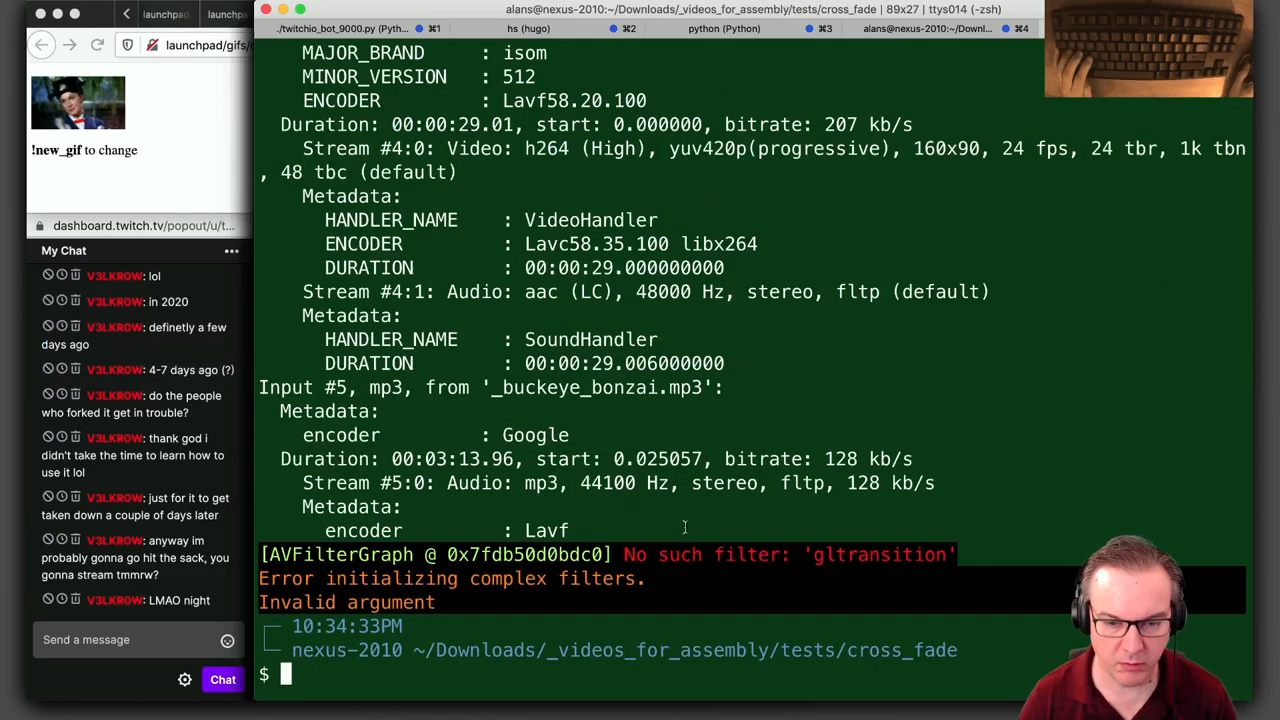 launchpad
launchpad
launchpad/gifs/
!new_gif to change
dashboard.twitch.tv/popout/u/t...
My Chat
V3LKR0W: lol
V3LKR0W: in 2020
V3LKR0W: definetly a few
days ago
V3LKR0W: 4-7 days ago (?)
V3LKR0W: do the people
who forked it get in trouble?
V3LKR0W: thank god i
didn't take the time to learn how to
use it lol
V3LKR0W: just for it to get
taken down a couple of days later
V3LKR0W: anyway im
probably gonna go hit the sack, you
gonna stream tmmrw?
V3LKR0W: LMAO night
Send a message
Chat
alans@nexus-2010:~/Downloads/_videos_for_assembly/tests/cross_fade | 89x27 | ttys014 (-zsh)
./twitchio_bot_9000.py (Pyth... ⌘1 hs (hugo) ⌘2 python (Python) ⌘3 alans@nexus-2010:~/Downl... ⌘4
MAJOR_BRAND : isom
MINOR_VERSION : 512
ENCODER : Lavf58.20.100
Duration: 00:00:29.01, start: 0.000000, bitrate: 207 kb/s
Stream #4:0: Video: h264 (High), yuv420p(progressive), 160x90, 24 fps, 24 tbr, 1k tbn
, 48 tbc (default)
Metadata:
HANDLER_NAME : VideoHandler
ENCODER : Lavc58.35.100 libx264
DURATION : 00:00:29.000000000
Stream #4:1: Audio: aac (LC), 48000 Hz, stereo, fltp (default)
Metadata:
HANDLER_NAME : SoundHandler
DURATION : 00:00:29.006000000
Input #5, mp3, from '_buckeye_bonzai.mp3':
Metadata:
encoder : Google
Duration: 00:03:13.96, start: 0.025057, bitrate: 128 kb/s
Stream #5:0: Audio: mp3, 44100 Hz, stereo, fltp, 128 kb/s
Metadata:
encoder : Lavf
[AVFilterGraph @ 0x7fdb50d0bdc0] No such filter: 'gltransition'
Error initializing complex filters.
Invalid argument
10:34:33PM
nexus-2010 ~/Downloads/_videos_for_assembly/tests/cross_fade
$